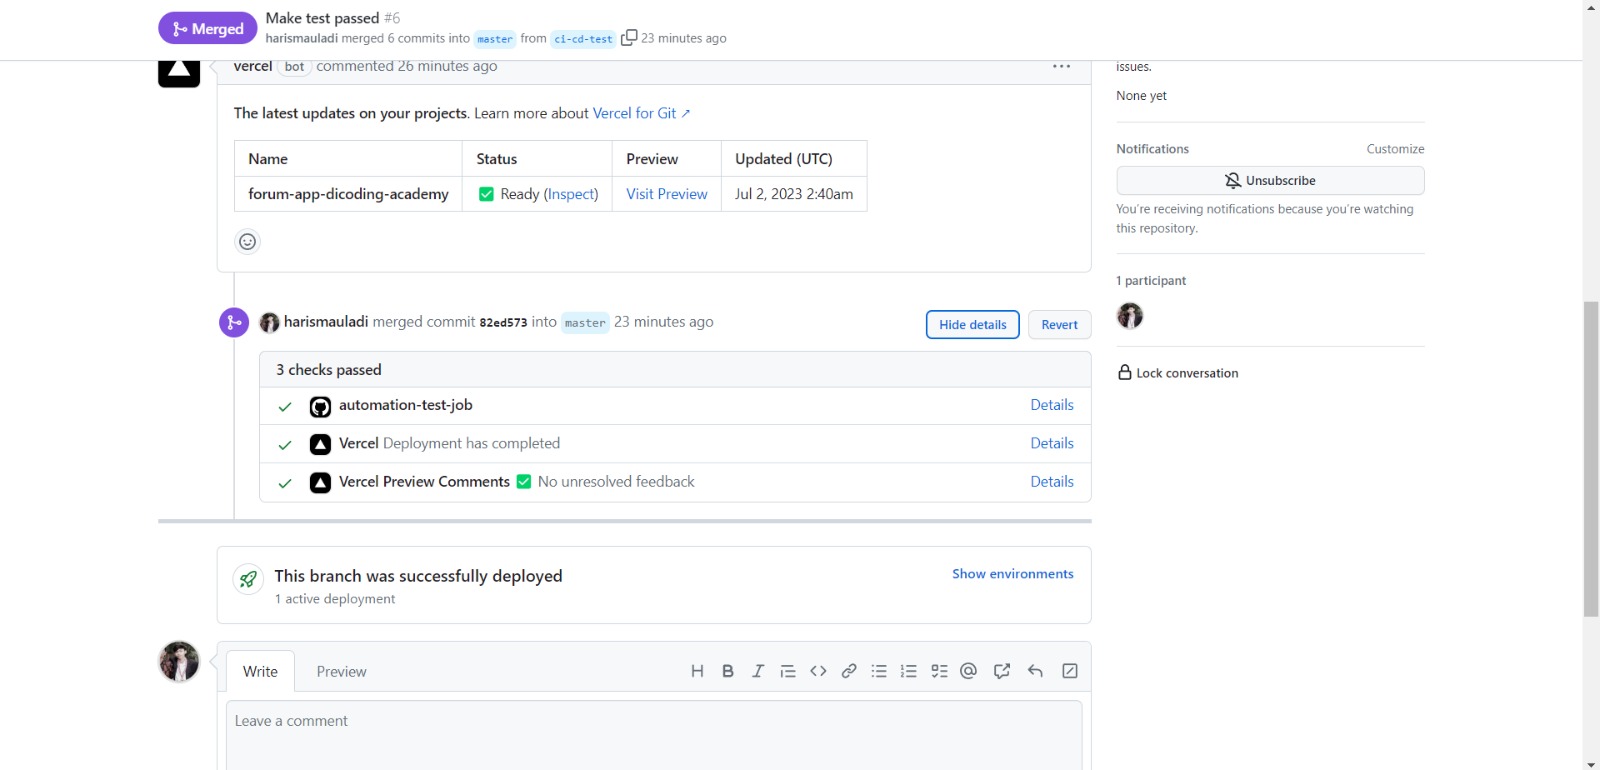 Merged
Make test passed #6
harismauladi merged 6 commits into master from ci-cd-test 23 minutes ago
vercel bot commented 26 minutes ago
The latest updates on your projects. Learn more about Vercel for Git ↗
Name Status Preview Updated (UTC)
forum-app-dicoding-academy ✅ Ready (Inspect) Visit Preview Jul 2, 2023 2:40am
harismauladi merged commit 82ed573 into master 23 minutes ago
Hide details
Revert
3 checks passed
automation-test-job Details
Vercel Deployment has completed Details
Vercel Preview Comments ✅ No unresolved feedback Details
This branch was successfully deployed
1 active deployment
Show environments
Write
Preview
Leave a comment
issues.
None yet
Notifications Customize
Unsubscribe
You're receiving notifications because you're watching
this repository.
1 participant
Lock conversation